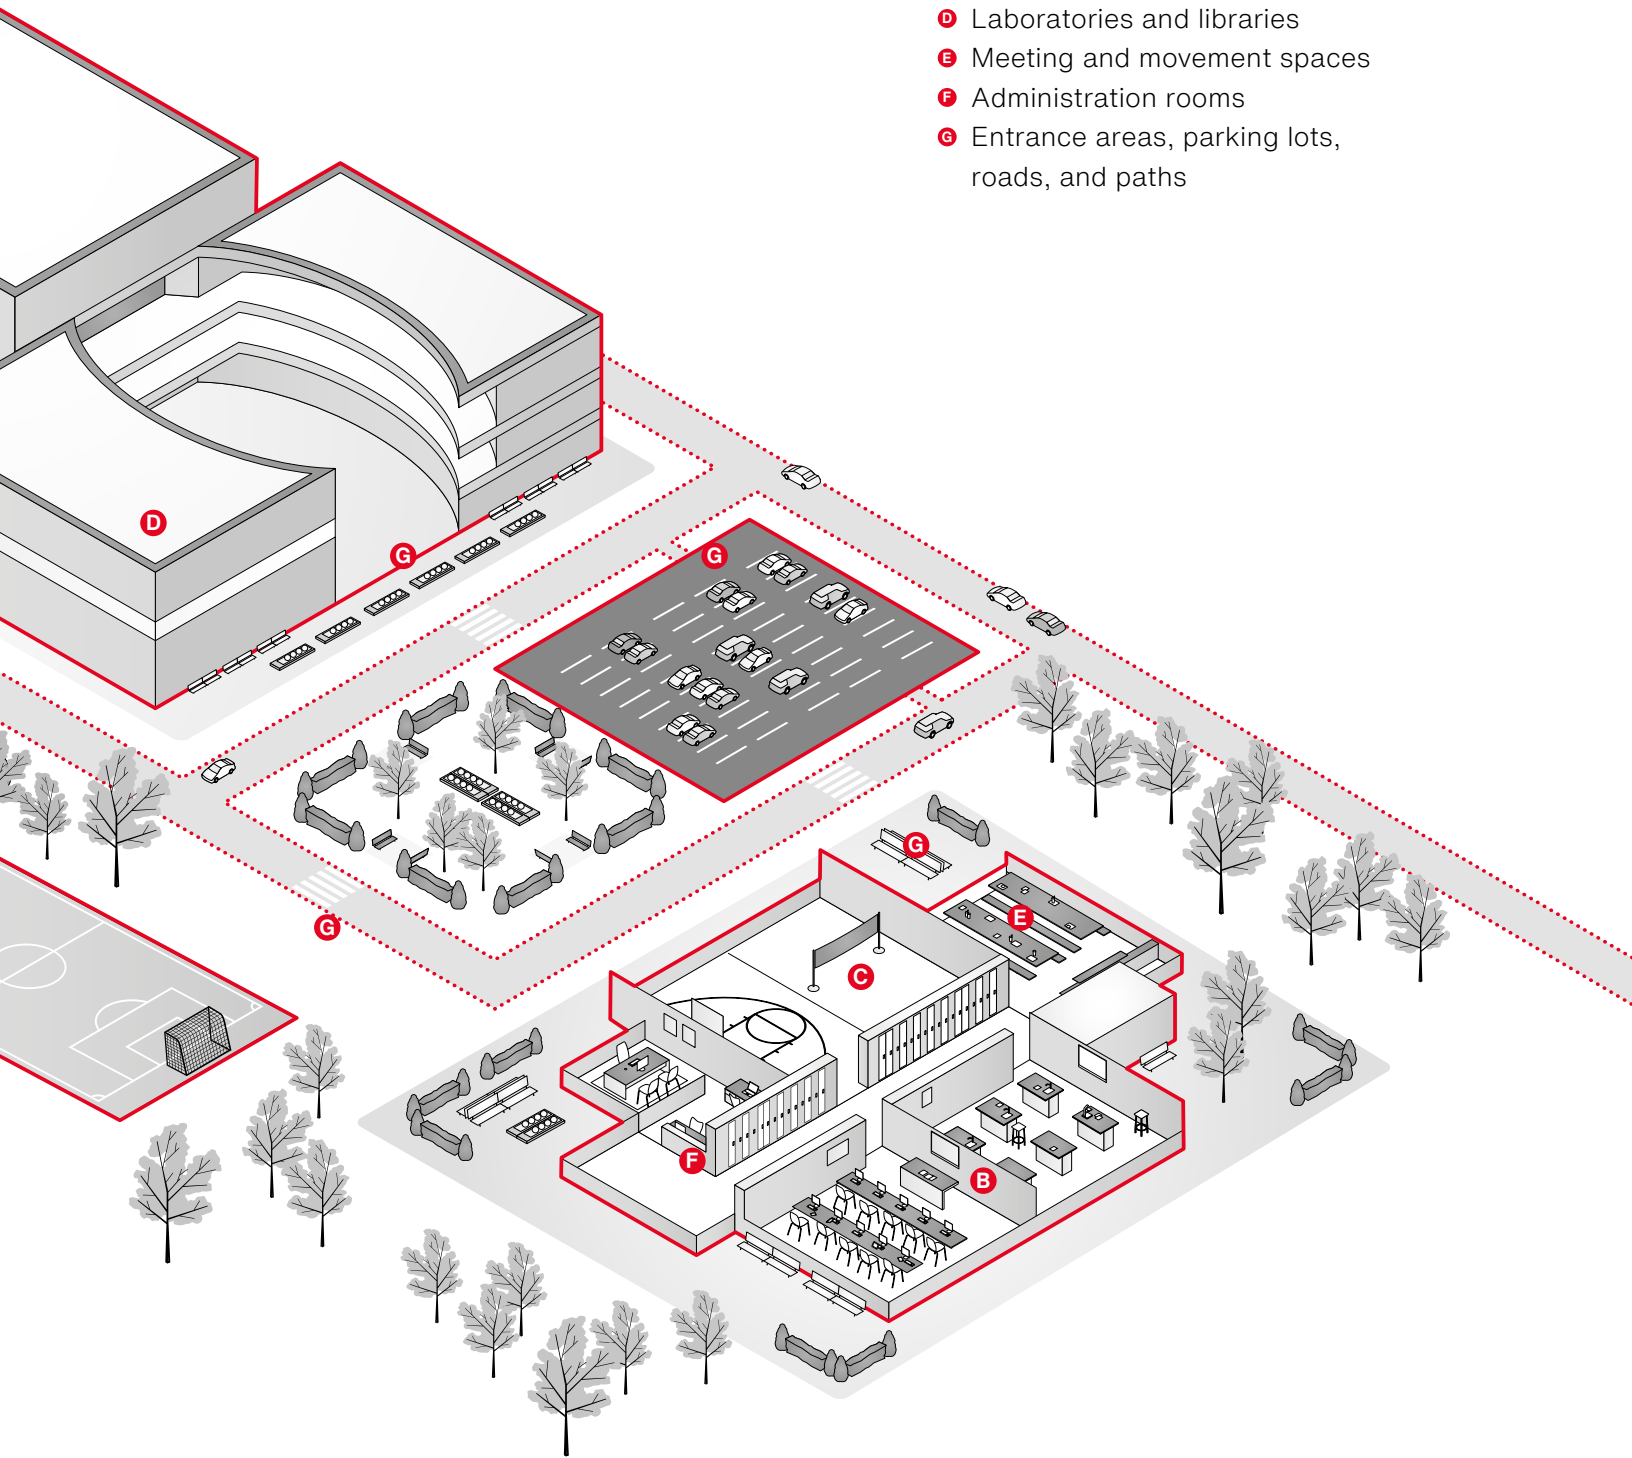 D Laboratories and libraries
E Meeting and movement spaces
F Administration rooms
G Entrance areas, parking lots,
roads, and paths
D
G
G
G
E
G
C
F
B